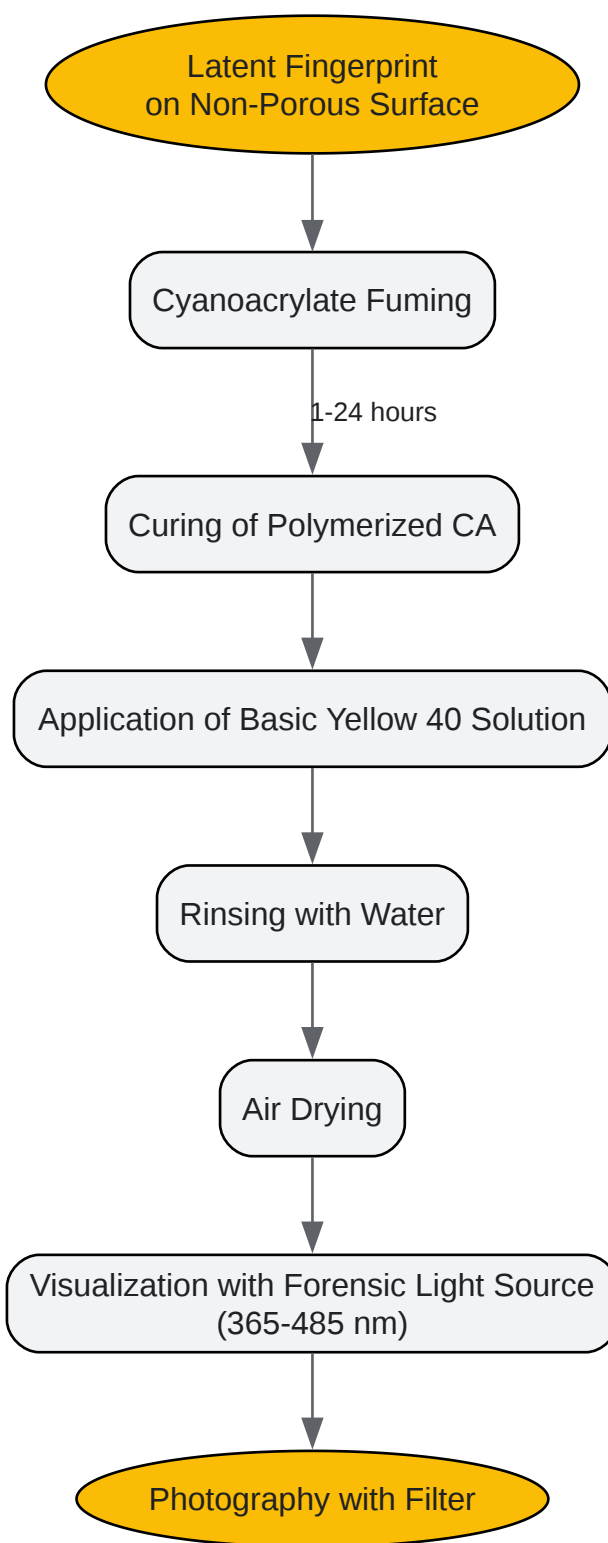 Latent Fingerprint
on Non-Porous Surface
Cyanoacrylate Fuming
1-24 hours
Curing of Polymerized CA
Application of Basic Yellow 40 Solution
Rinsing with Water
Air Drying
Visualization with Forensic Light Source
(365-485 nm)
Photography with Filter